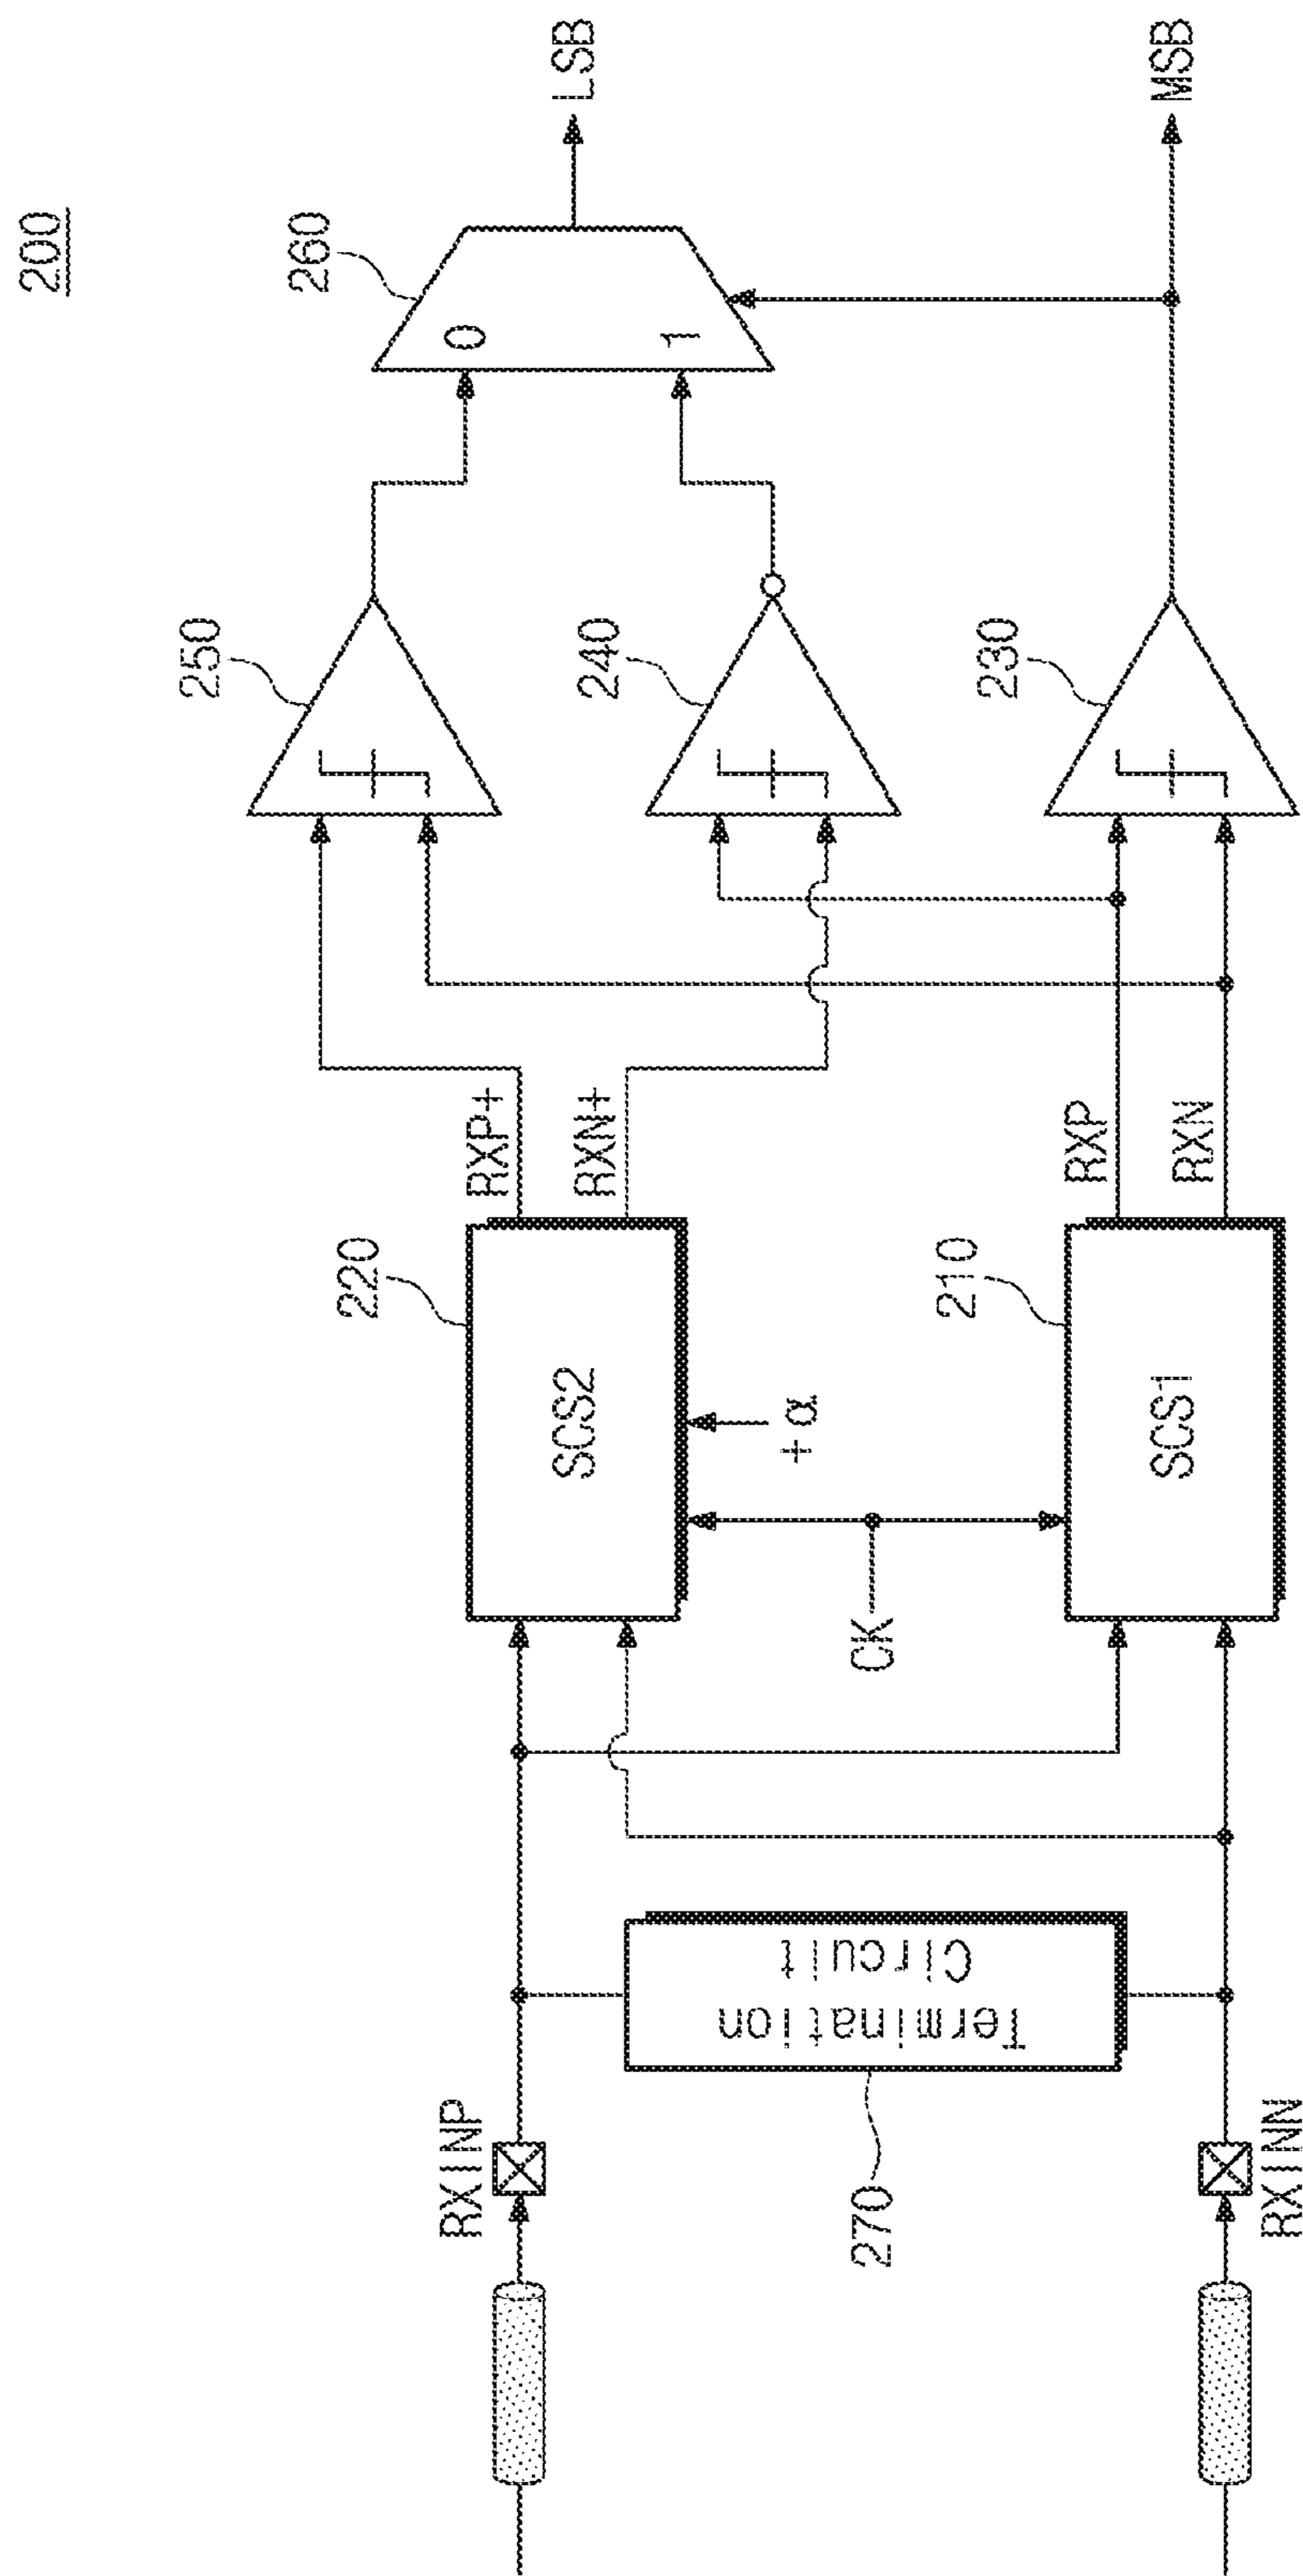 200
LSB
MSB
260
0
1
250
240
230
RXP+
RXN+
RXP
RXN
220
SCS2
210
SCS1
+α
CK
Termination
Circuit
270
RXINP
RXINN